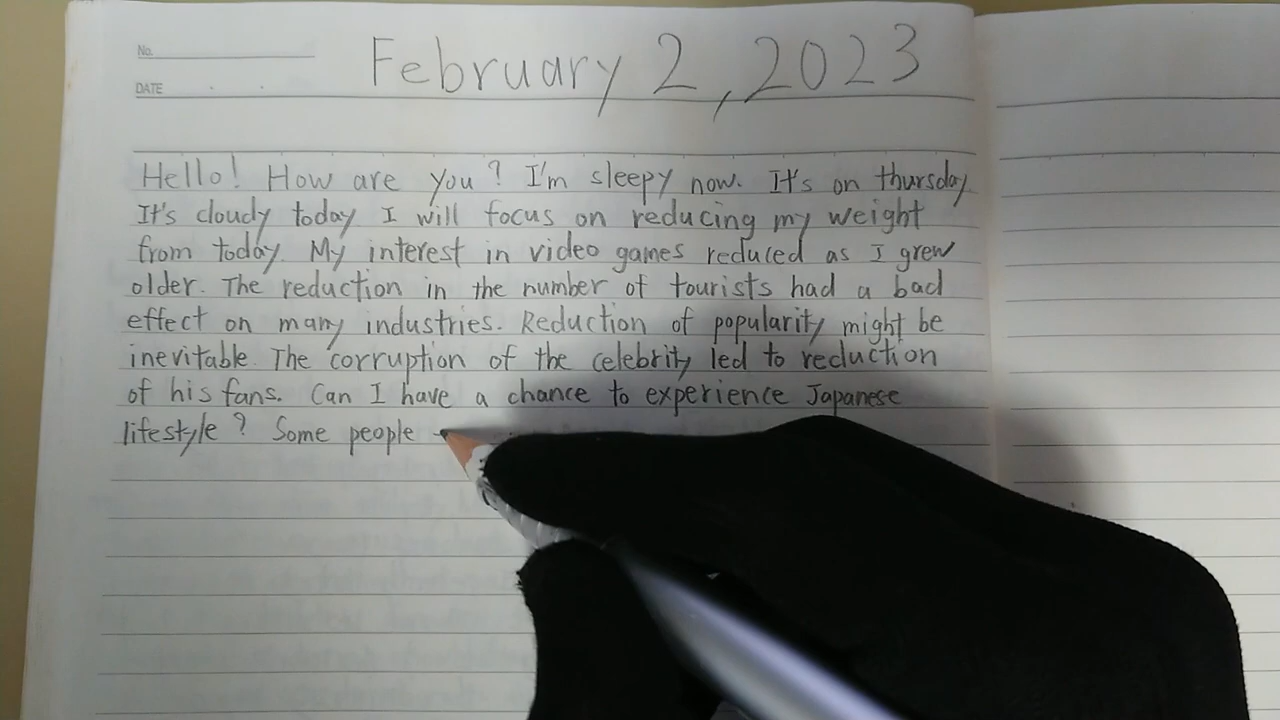 No.
February 2, 2023
DATE
Hello! How are you? I'm sleepy now. It's on thursday.
It's cloudy today I will focus on reducing my weight
from today. My interest in video games reduced as I grew
older. The reduction in the number of tourists had a bad
effect on many industries. Reduction of popularity might be
inevitable. The corruption of the celebrity led to reduction
of his fans. Can I have a chance to experience Japanese
lifestyle? Some people